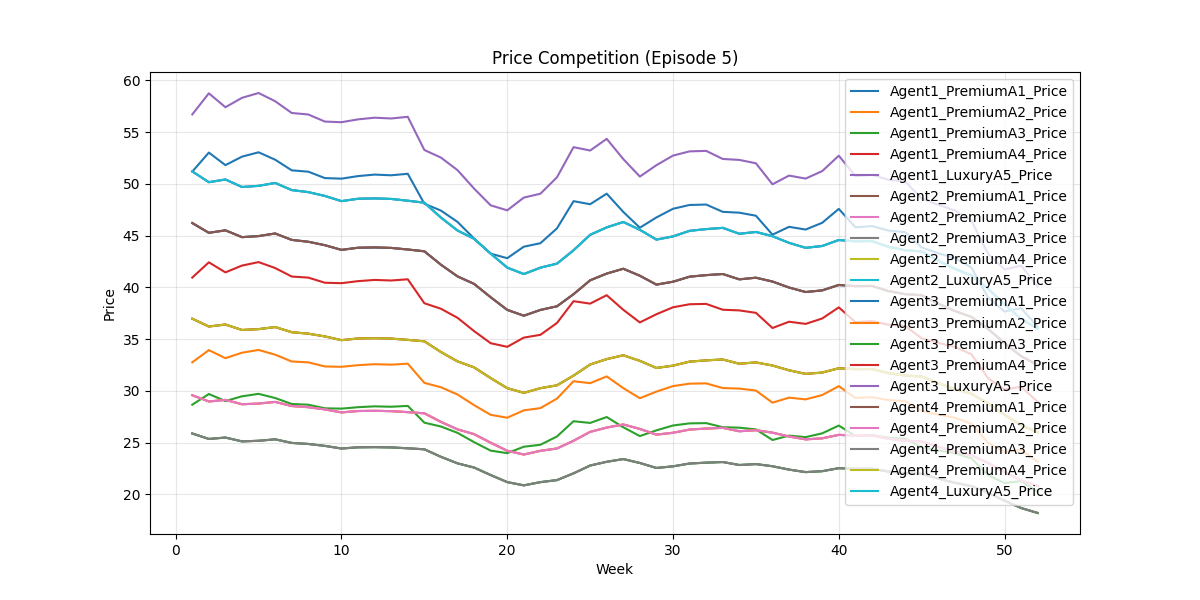 Price Competition (Episode 5)
60
55
50
45
40
35
30
25
20
Price
0
10
20
30
40
50
Week
Agent1_PremiumA1_Price
Agent1_PremiumA2_Price
Agent1_PremiumA3_Price
Agent1_PremiumA4_Price
Agent1_LuxuryA5_Price
Agent2_PremiumA1_Price
Agent2_PremiumA2_Price
Agent2_PremiumA3_Price
Agent2_PremiumA4_Price
Agent2_LuxuryA5_Price
Agent3_PremiumA1_Price
Agent3_PremiumA2_Price
Agent3_PremiumA3_Price
Agent3_PremiumA4_Price
Agent3_LuxuryA5_Price
Agent4_PremiumA1_Price
Agent4_PremiumA2_Price
Agent4_PremiumA3_Price
Agent4_PremiumA4_Price
Agent4_LuxuryA5_Price